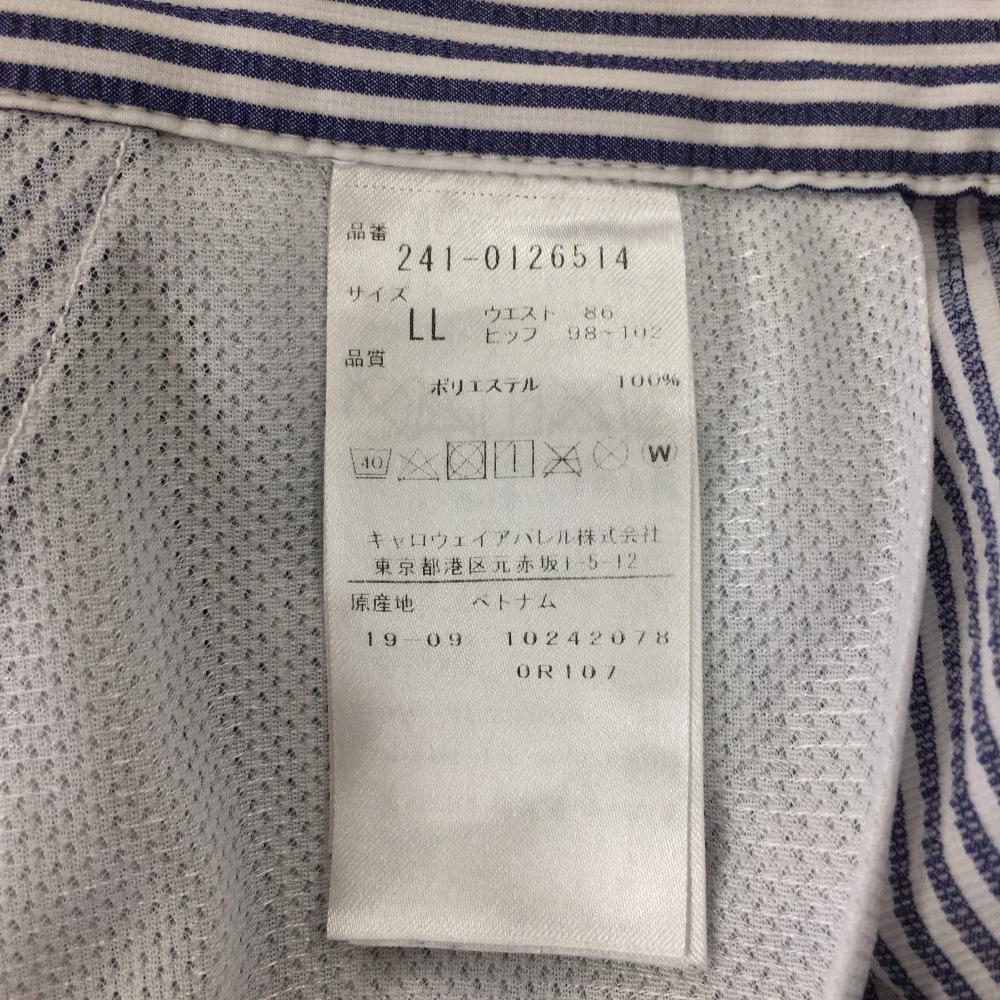 品番
241-0126514
サイズ
LL ウエスト 86
ヒップ 98~102
品質
ポリエステル 100%
40 W
キャロウェイアパレル株式会社
東京都港区元赤坂1-5-12
原産地 ベトナム
19-09 10242078
0R107